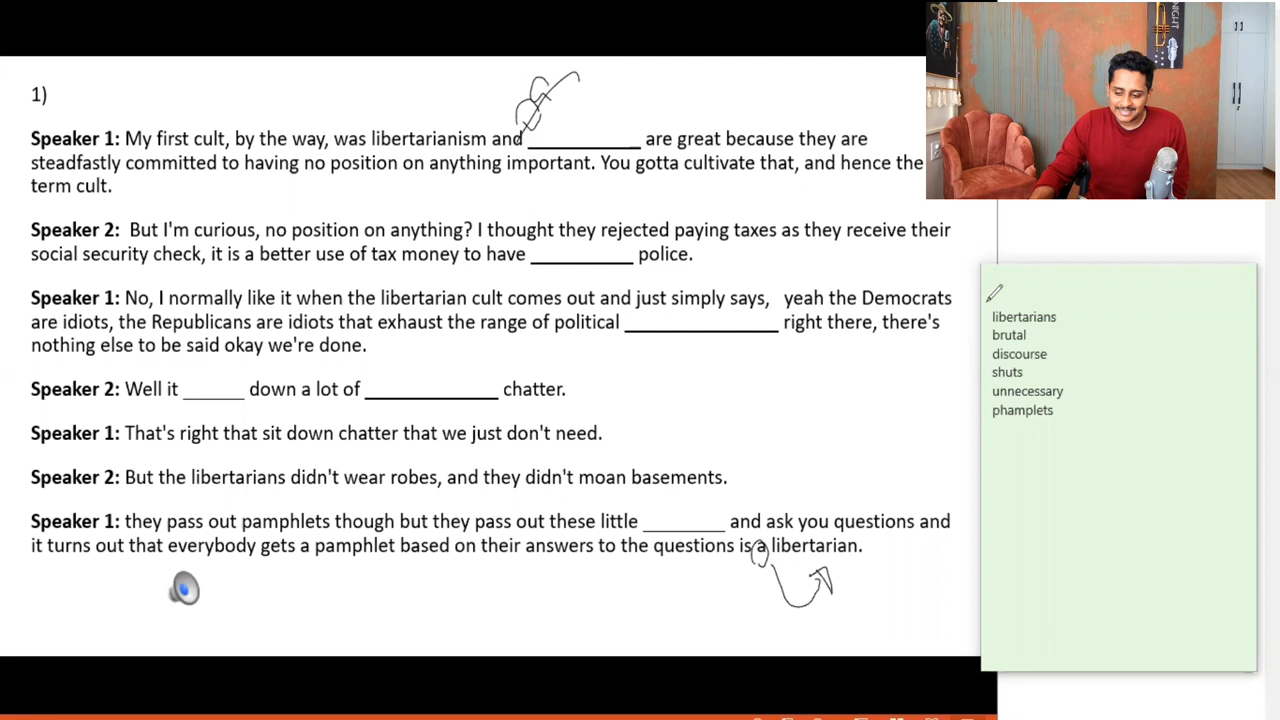 1)
Speaker 1: My first cult, by the way, was libertarianism and __________ are great because they are
steadfastly committed to having no position on anything important. You gotta cultivate that, and hence the
term cult.
Speaker 2:  But I'm curious, no position on anything? I thought they rejected paying taxes as they receive their
social security check, it is a better use of tax money to have _________ police.
Speaker 1: No, I normally like it when the libertarian cult comes out and just simply says,  yeah the Democrats
are idiots, the Republicans are idiots that exhaust the range of political _____________ right there, there's
nothing else to be said okay we're done.
Speaker 2: Well it ______ down a lot of ____________ chatter.
Speaker 1: That's right that sit down chatter that we just don't need.
Speaker 2: But the libertarians didn't wear robes, and they didn't moan basements.
Speaker 1: they pass out pamphlets though but they pass out these little ________ and ask you questions and
it turns out that everybody gets a pamphlet based on their answers to the questions is a libertarian.
NIGHT
libertarians
brutal
discourse
shuts
unnecessary
phamplets